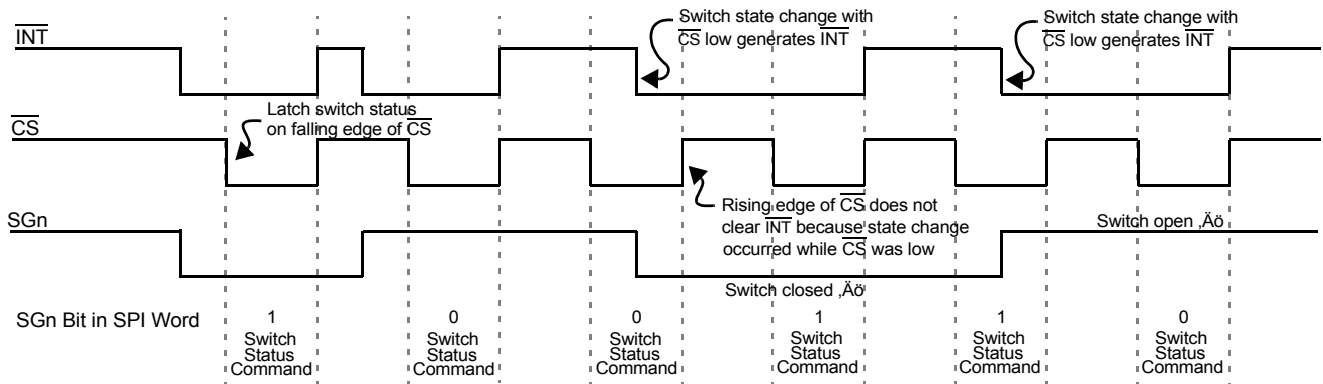 INT
Switch state change with
CS low generates INT
Switch state change with
CS low generates INT
Latch switch status
on falling edge of CS
CS
Rising edge of CS does not
clear INT because state change
occurred while CS was low
SGn
Switch open ‚Äö
Switch closed ‚Äö
SGn Bit in SPI Word
1
Switch
Status
Command
0
Switch
Status
Command
0
Switch
Status
Command
1
Switch
Status
Command
1
Switch
Status
Command
0
Switch
Status
Command